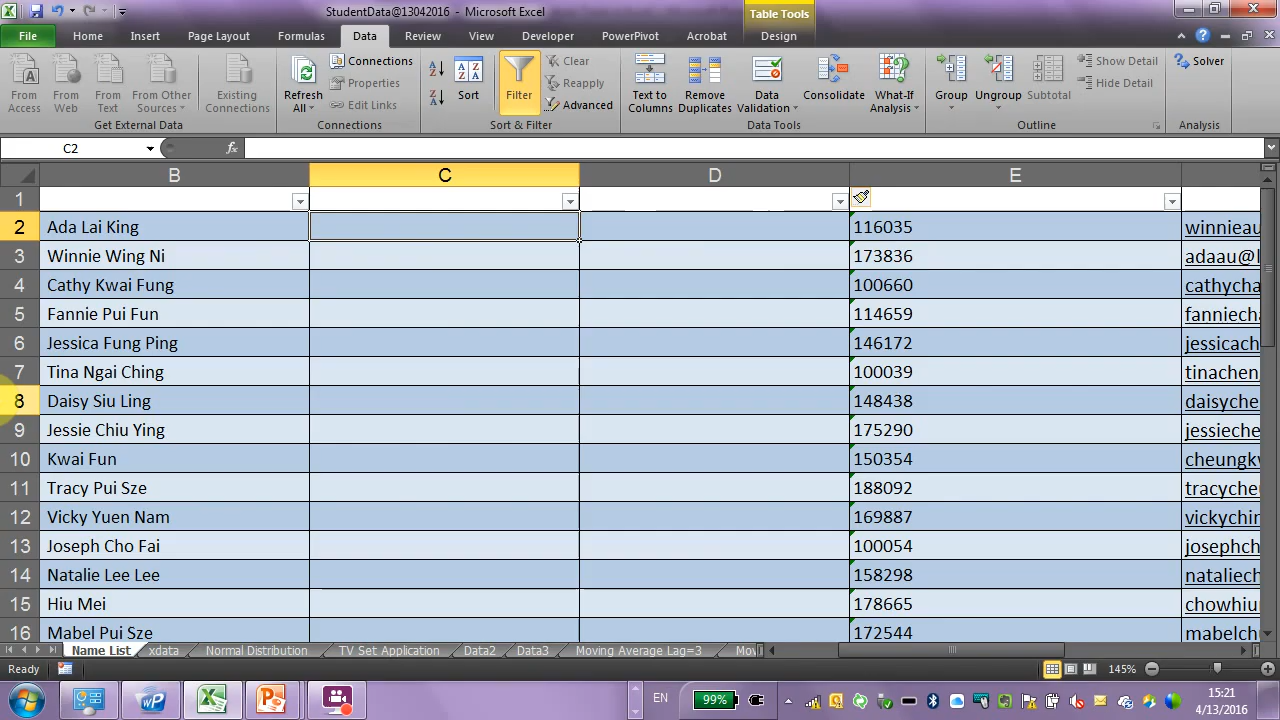 StudentData@13042016 - Microsoft Excel
Table Tools
File Home Insert Page Layout Formulas Data Review View Developer PowerPivot Acrobat Design
From Access
From Web
From Text
From Other Sources
Existing Connections
Get External Data
Refresh All
Connections
Properties
Edit Links
Connections
Sort
Filter
Clear
Reapply
Advanced
Sort & Filter
Text to Columns
Remove Duplicates
Data Validation
Consolidate
What-If Analysis
Data Tools
Group
Ungroup
Subtotal
Show Detail
Hide Detail
Outline
Solver
Analysis
C2 fx
B C D E
1
2 Ada Lai King 116035 winnieau
3 Winnie Wing Ni 173836 adaau@
4 Cathy Kwai Fung 100660 cathycha
5 Fannie Pui Fun 114659 fanniech
6 Jessica Fung Ping 146172 jessicach
7 Tina Ngai Ching 100039 tinachen
8 Daisy Siu Ling 148438 daisyche
9 Jessie Chiu Ying 175290 jessieche
10 Kwai Fun 150354 cheungk
11 Tracy Pui Sze 188092 tracyche
12 Vicky Yuen Nam 169887 vickychin
13 Joseph Cho Fai 100054 josephch
14 Natalie Lee Lee 158298 nataliec
15 Hiu Mei 178665 chowhiu
16 Mabel Pui Sze 172544 mabelch
Name List xdata Normal Distribution TV Set Application Data2 Data3 Moving Average Lag=3 Mov
Ready 145%
EN 99% 15:21
4/13/2016